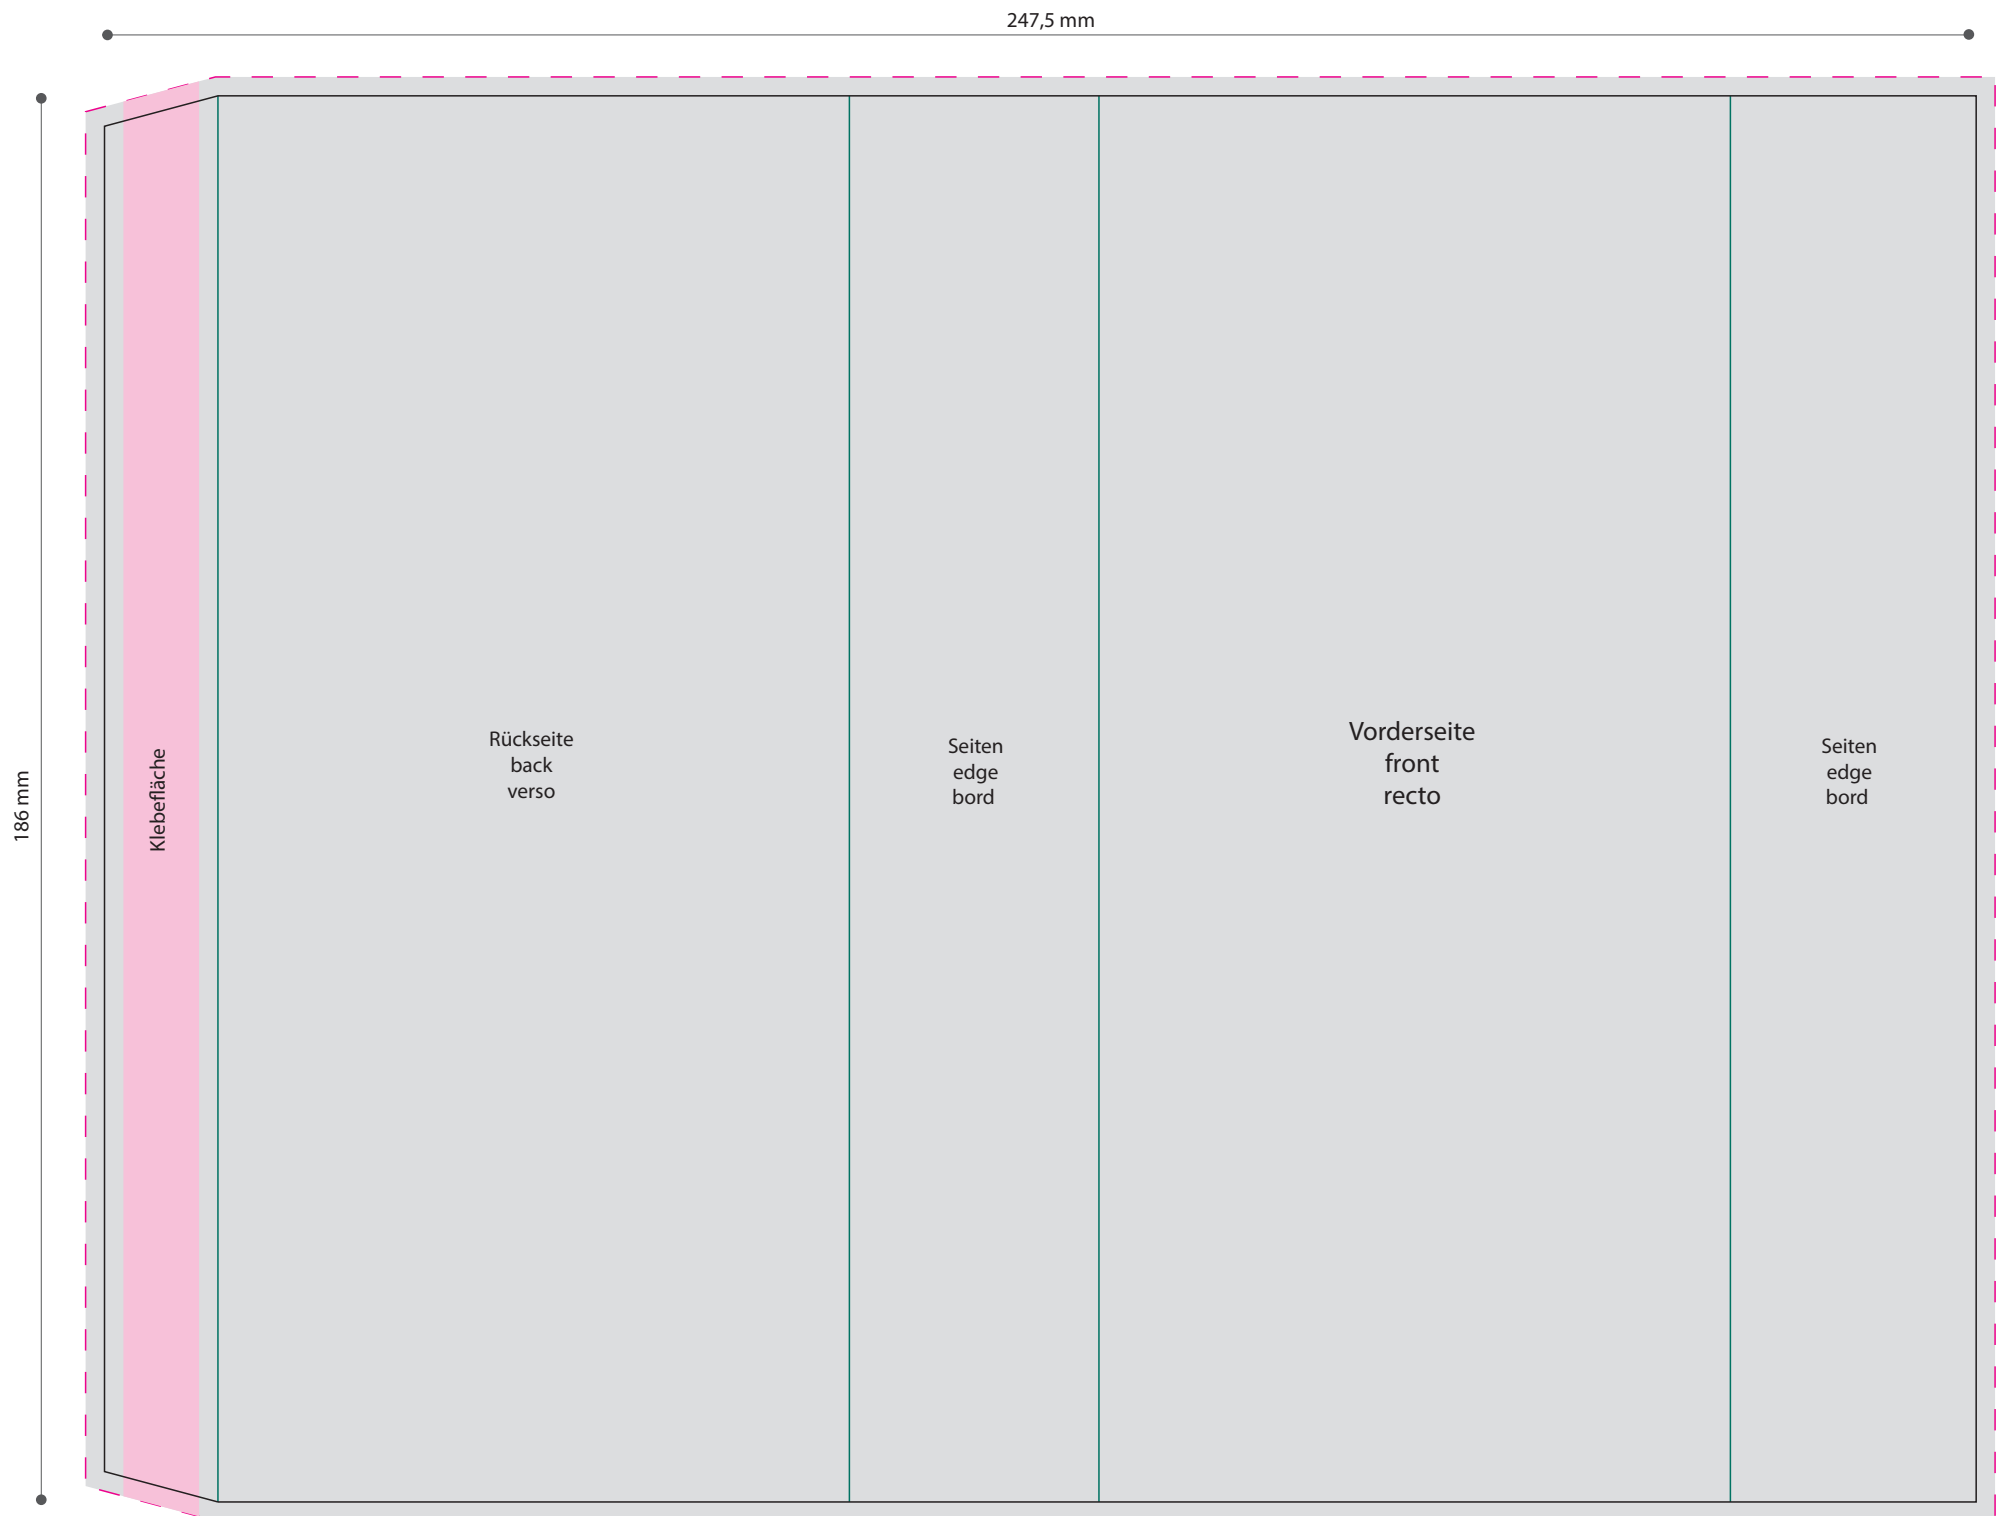 247,5 mm
186 mm
Klebefläche
Rückseite
back
verso
Seiten
edge
bord
Vorderseite
front
recto
Seiten
edge
bord